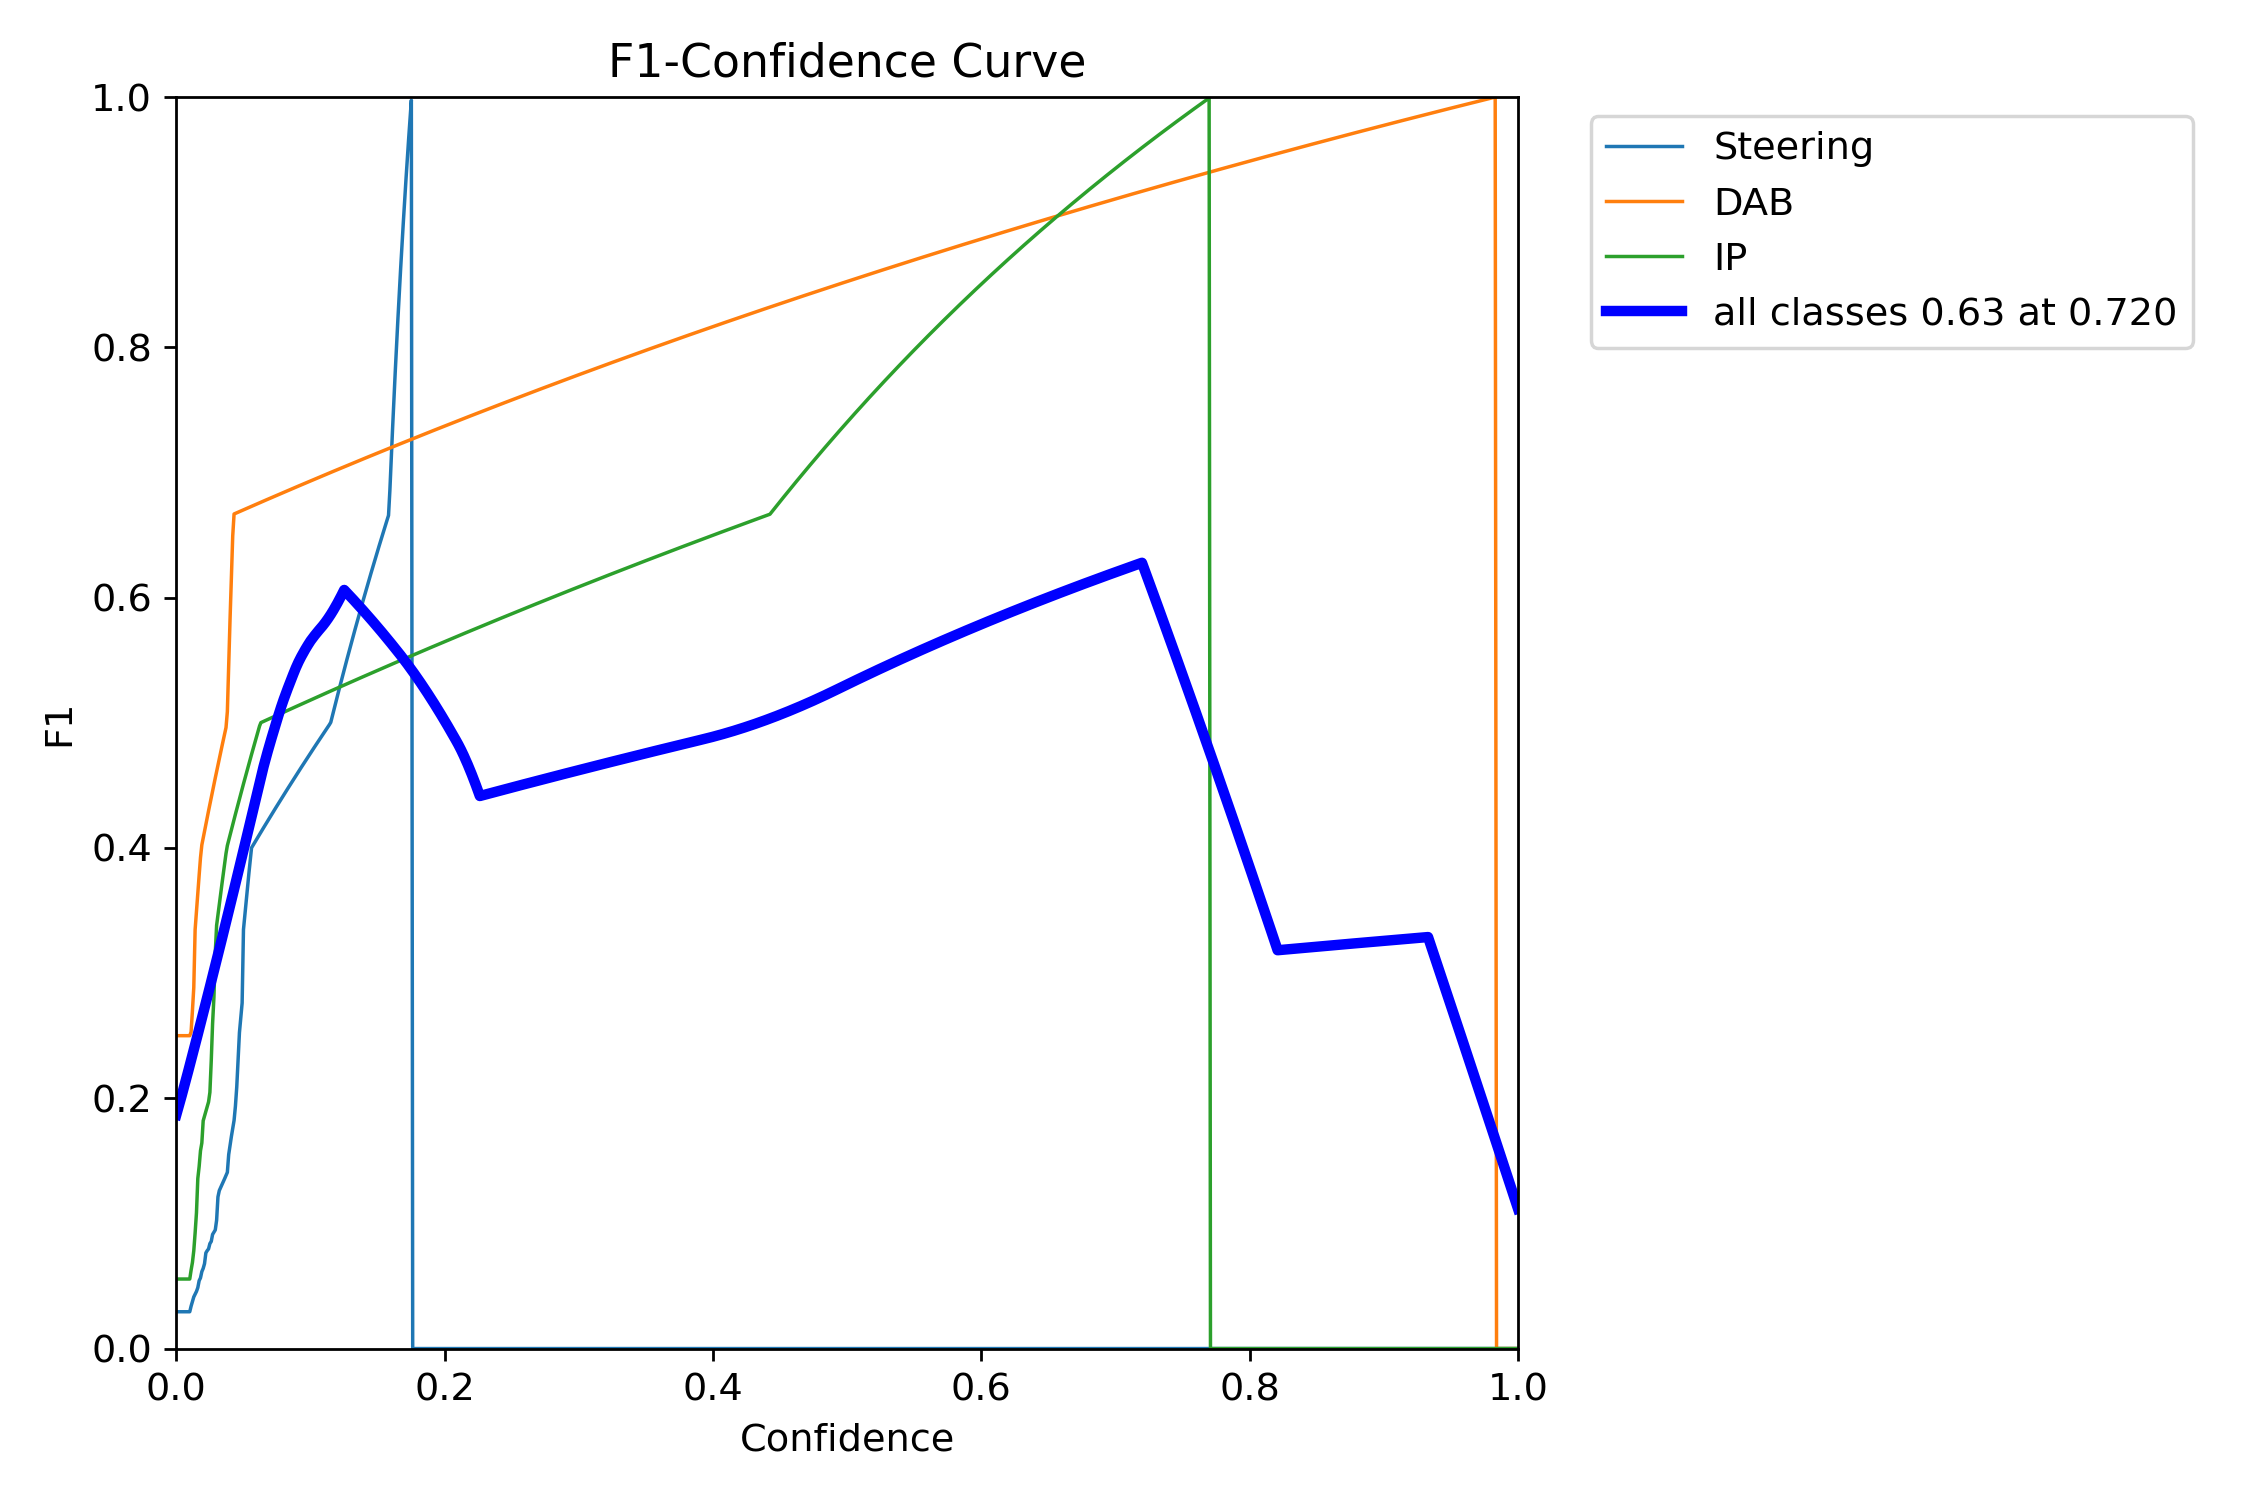 F1-Confidence Curve
1.0
0.8
0.6
0.4
0.2
0.0
F1
0.0 0.2 0.4 0.6 0.8 1.0
Confidence
Steering
DAB
IP
all classes 0.63 at 0.720